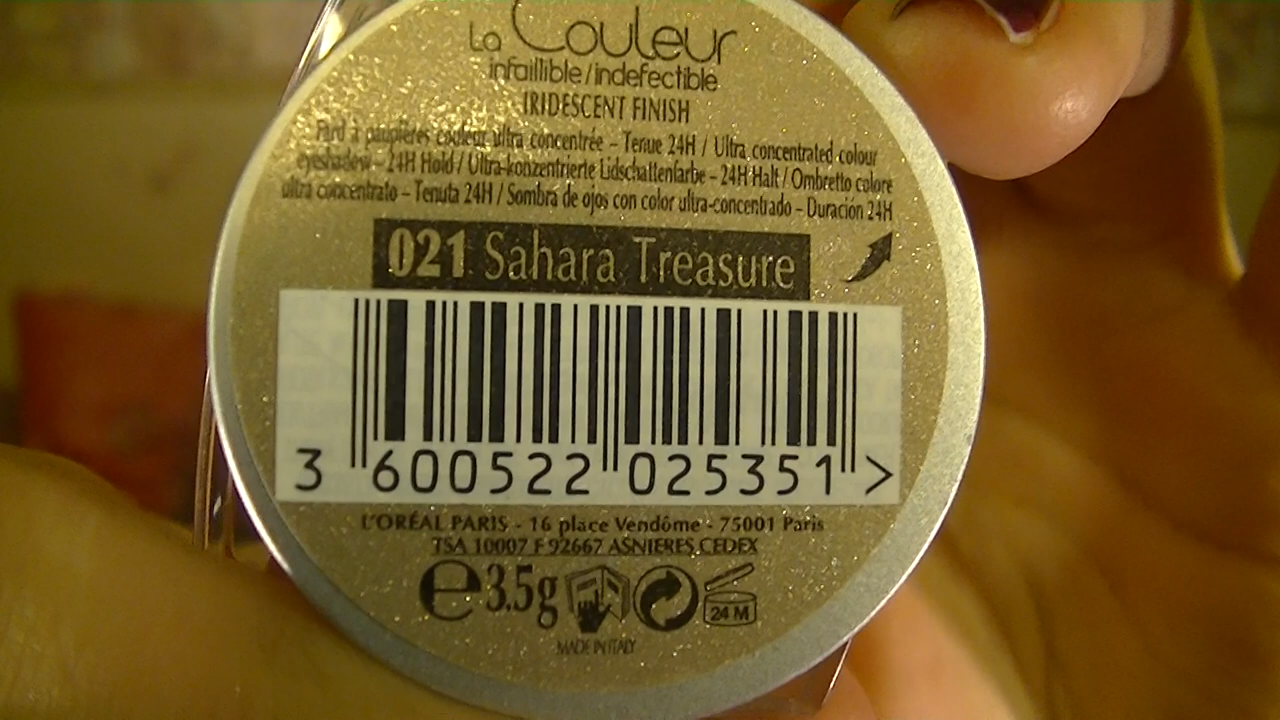 La Couleur
infaillible/indefectible
IRIDESCENT FINISH
Fard à paupières couleur ultra concentrée – Tenue 24H / Ultra concentrated colour
eyeshadow – 24H Hold / Ultra-konzentrierte Lidschattenfarbe – 24H Halt / Ombretto colore
ultra concentrato – Tenuta 24H / Sombra de ojos con color ultra-concentrado – Duración 24H
021 Sahara Treasure
3 600522 025351 >
L'ORÉAL PARIS - 16 place Vendôme - 75001 Paris
TSA 10007 F 92667 ASNIERES CEDEX
e 3.5g 24 M
MADE IN ITALY